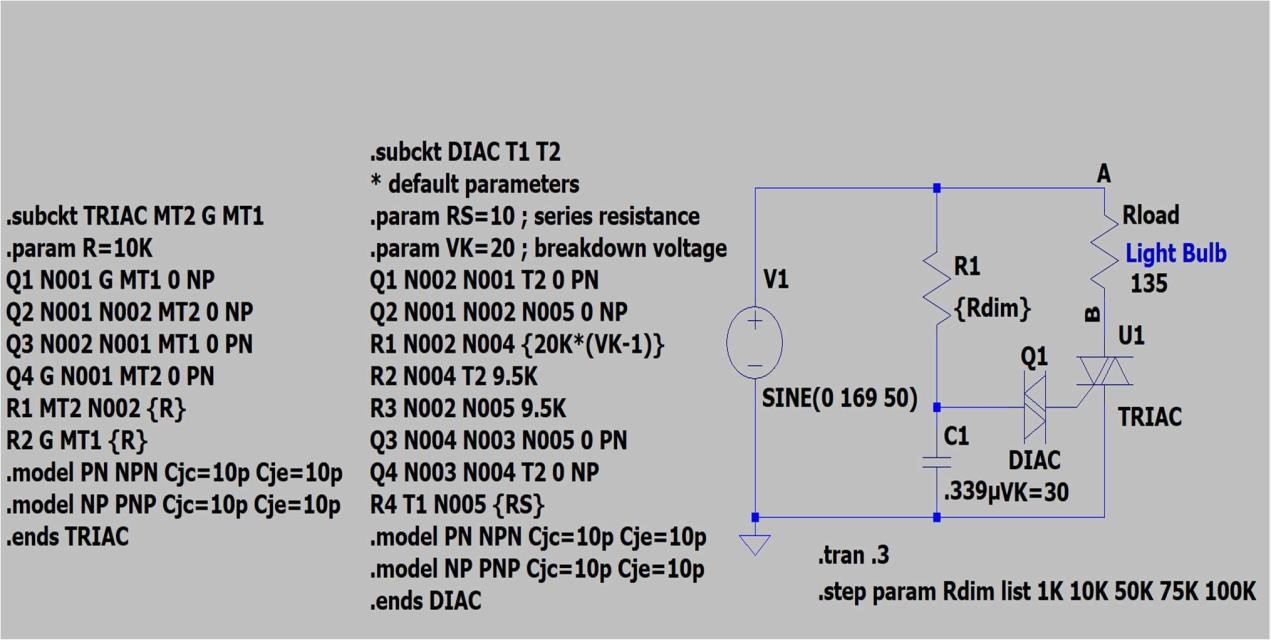 .subckt TRIAC MT2 G MT1
.param R=10K
Q1 N001 G MT1 0 NP
Q2 N001 N002 MT2 0 NP
Q3 N002 N001 MT1 0 PN
Q4 G N001 MT2 0 PN
R1 MT2 N002 {R}
R2 G MT1 {R}
.model PN NPN Cjc=10p Cje=10p
.model NP PNP Cjc=10p Cje=10p
.ends TRIAC
.subckt DIAC T1 T2
* default parameters
.param RS=10 ; series resistance
.param VK=20 ; breakdown voltage
Q1 N002 N001 T2 0 PN
Q2 N001 N002 N005 0 NP
R1 N002 N004 {20K*(VK-1)}
R2 N004 T2 9.5K
R3 N002 N005 9.5K
Q3 N004 N003 N005 0 PN
Q4 N003 N004 T2 0 NP
R4 T1 N005 {RS}
.model PN NPN Cjc=10p Cje=10p
.model NP PNP Cjc=10p Cje=10p
.ends DIAC
V1
SINE(0 169 50)
R1
{Rdim}
C1
.339µ
Q1
DIAC
VK=30
A
Rload
Light Bulb
135
B
U1
TRIAC
.tran .3
.step param Rdim list 1K 10K 50K 75K 100K